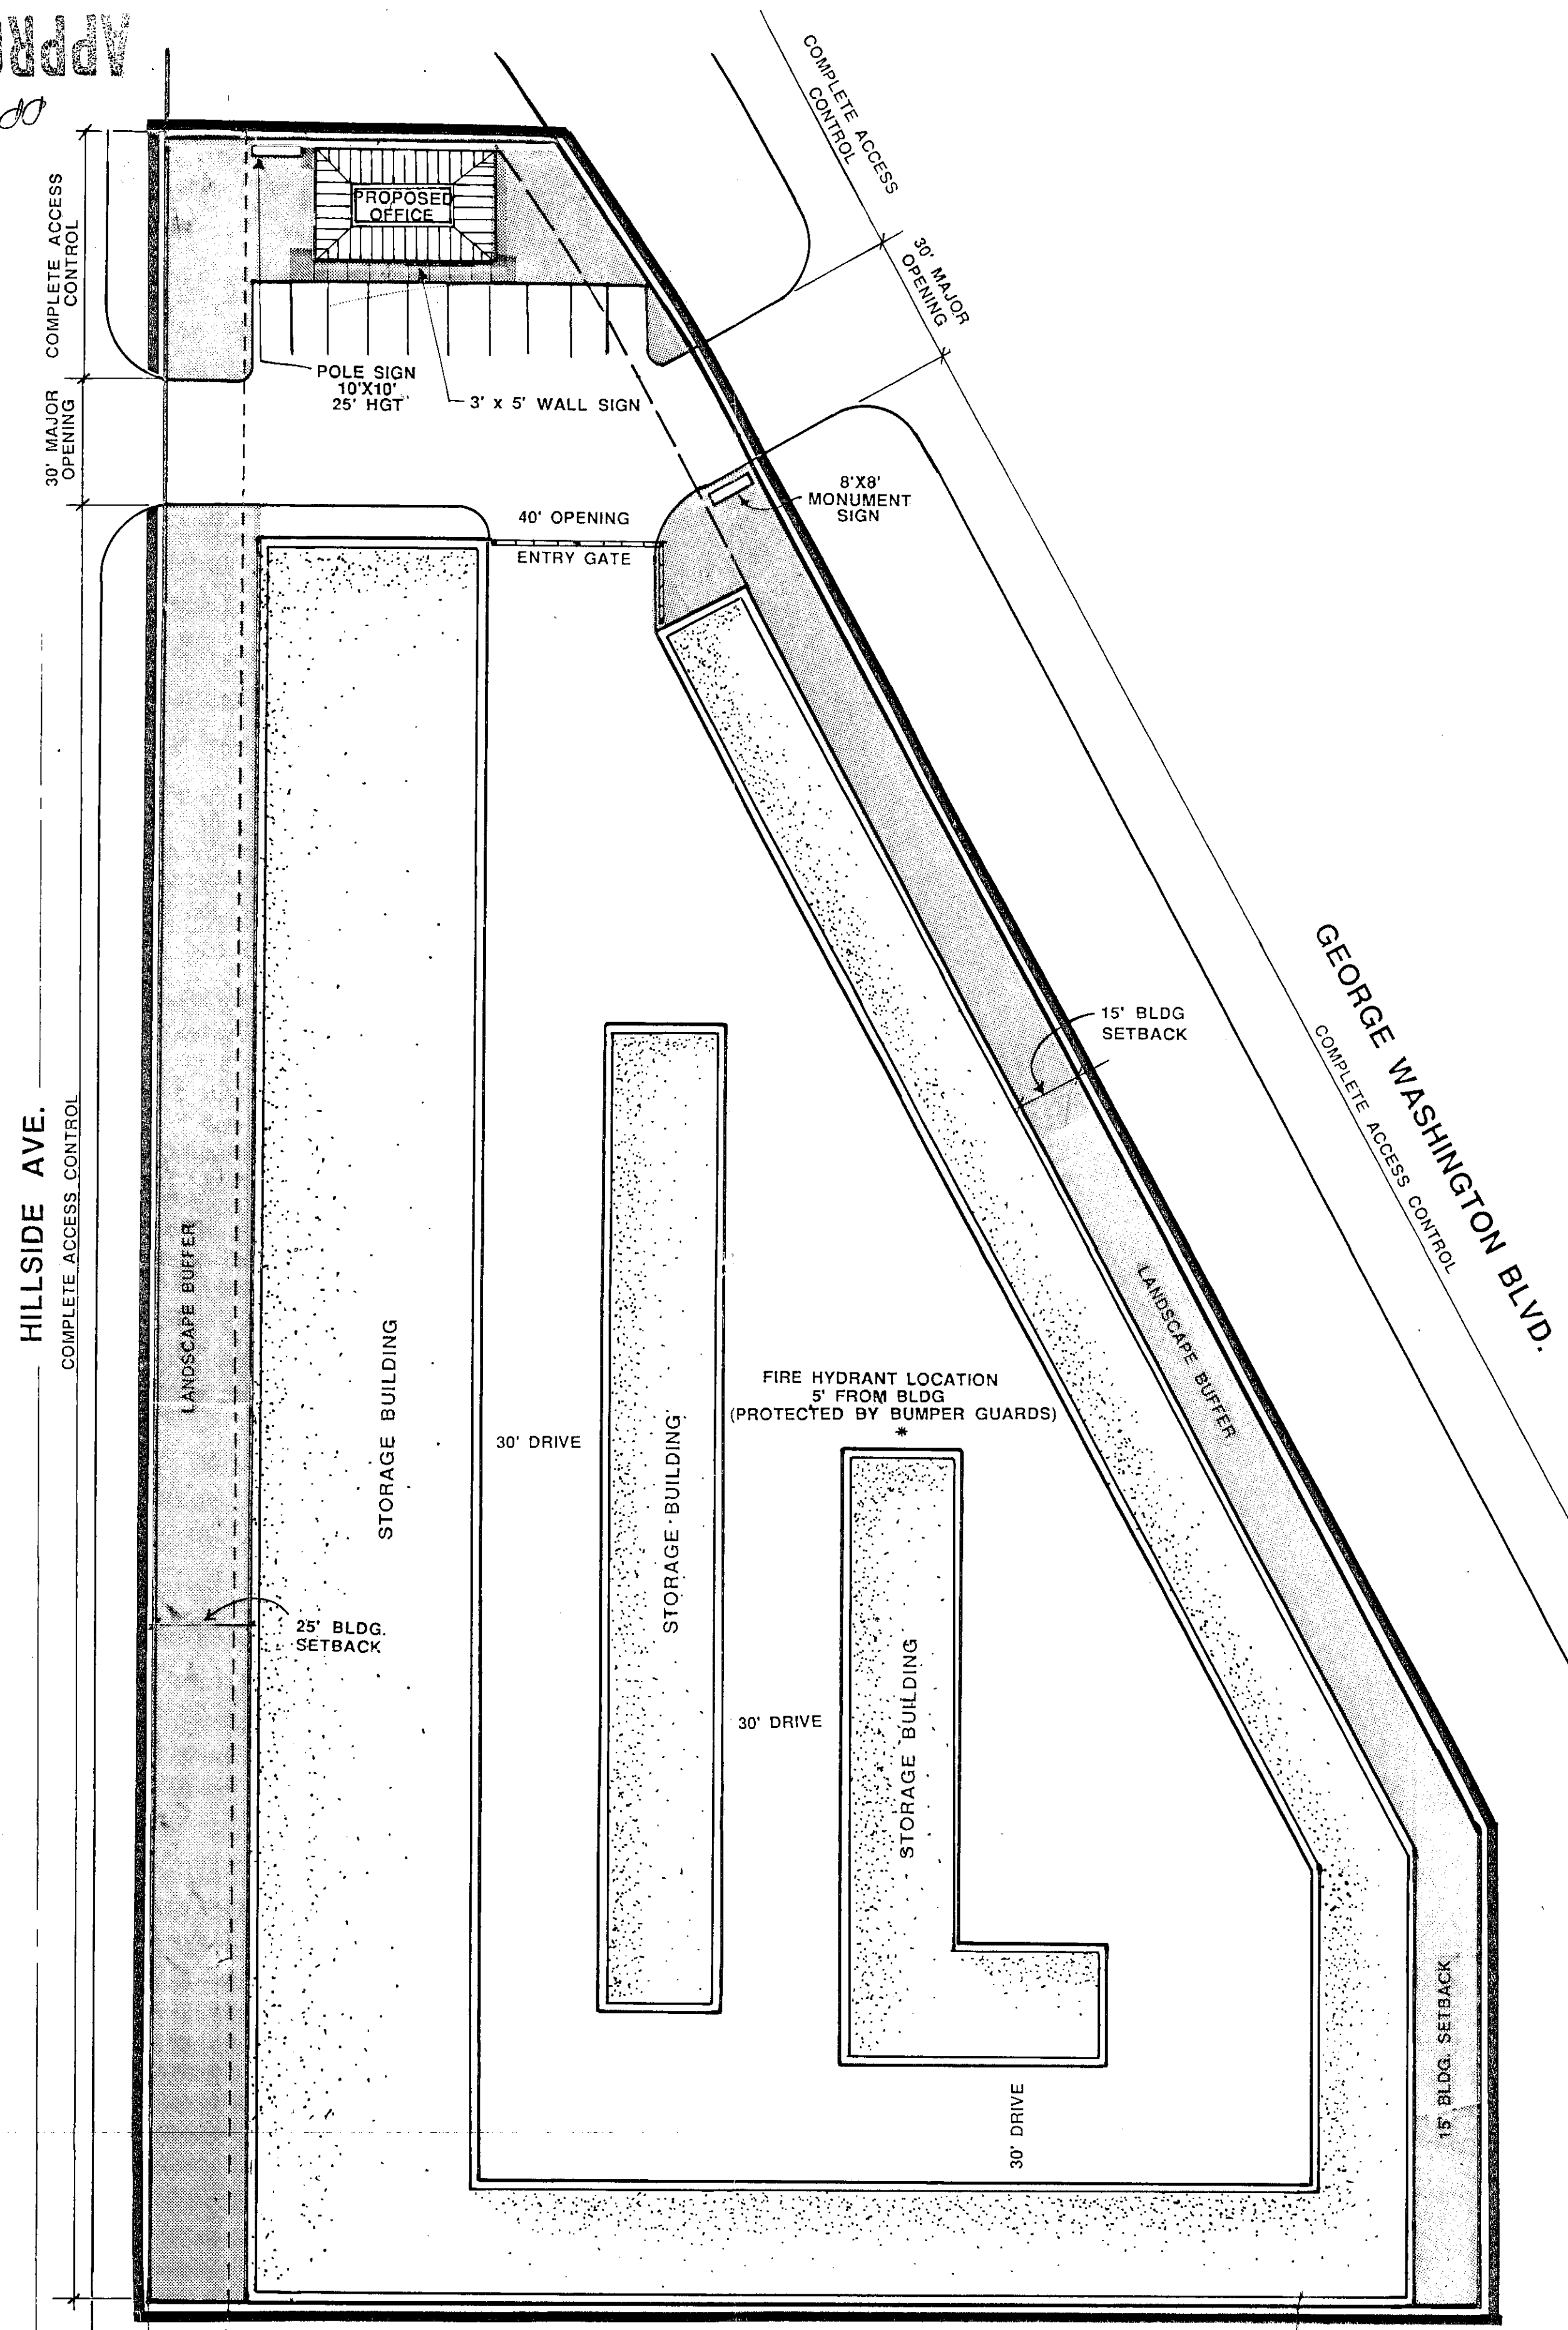 COMPLETE ACCESS
CONTROL
COMPLETE ACCESS
CONTROL
PROPOSED
OFFICE
30' MAJOR
OPENING
POLE SIGN
10'X10'
25' HGT
3' x 5' WALL SIGN
30' MAJOR
OPENING
8'X8'
MONUMENT
SIGN
40' OPENING
ENTRY GATE
GEORGE WASHINGTON BLVD.
COMPLETE ACCESS CONTROL
15' BLDG
SETBACK
HILLSIDE AVE.
COMPLETE ACCESS CONTROL
LANDSCAPE BUFFER
STORAGE BUILDING
30' DRIVE
STORAGE BUILDING
FIRE HYDRANT LOCATION
5' FROM BLDG
(PROTECTED BY BUMPER GUARDS)
*
LANDSCAPE BUFFER
25' BLDG.
SETBACK
30' DRIVE
STORAGE BUILDING
15' BLDG. SETBACK
30' DRIVE